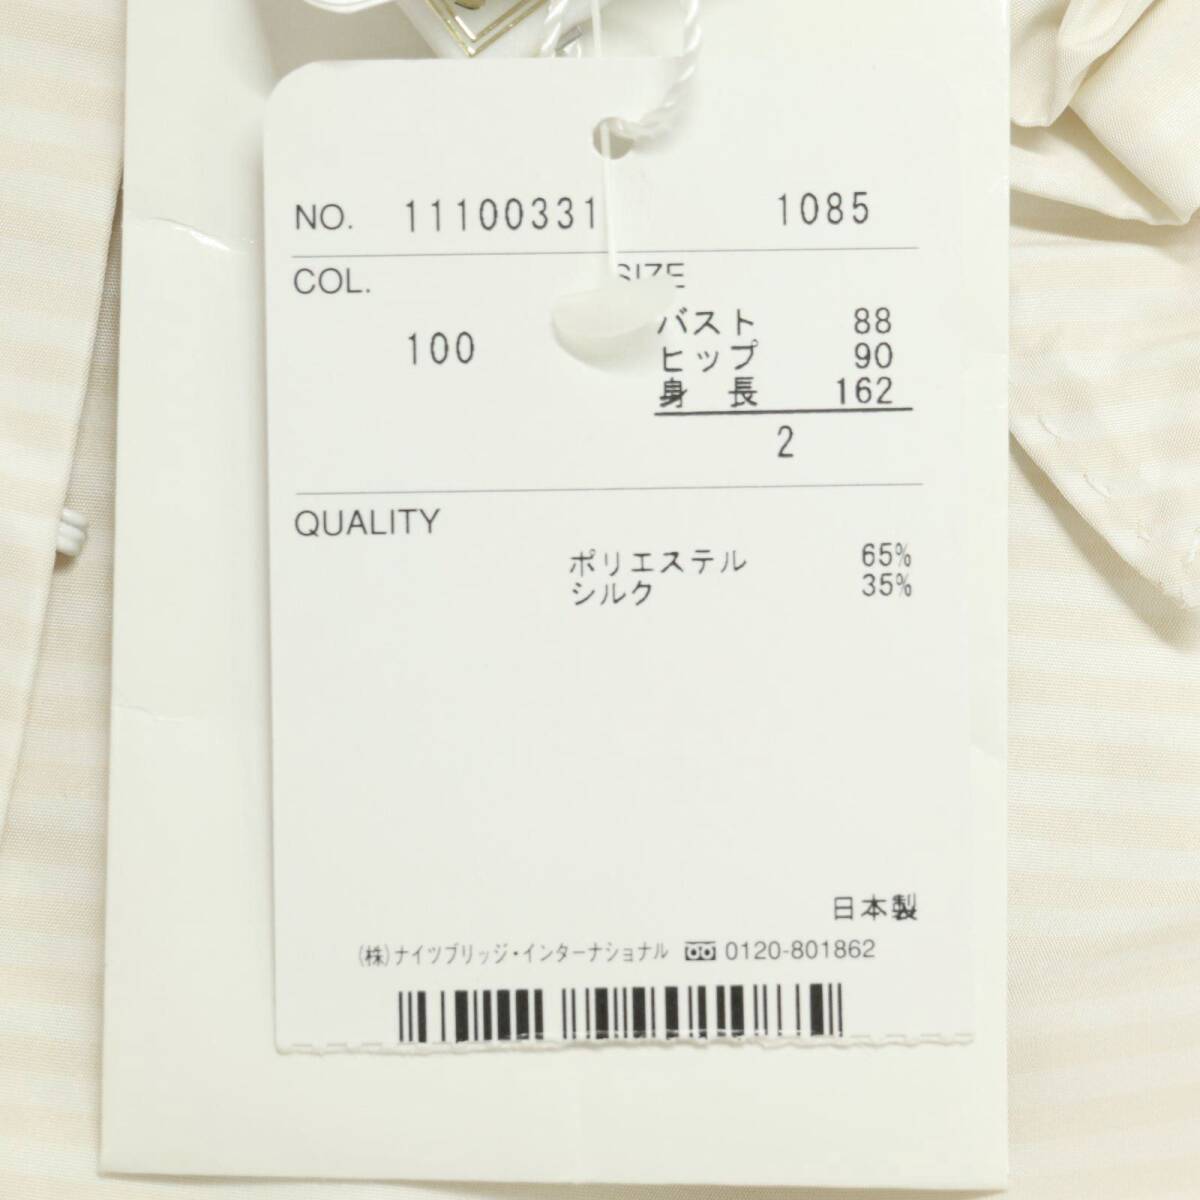 NO. 11100331 1085
COL. SIZE
100
バスト 88
ヒップ 90
身 長 162
2
QUALITY
ポリエステル 65%
シルク 35%
日本製
(株)ナイツブリッジ・インターナショナル 0120-801862